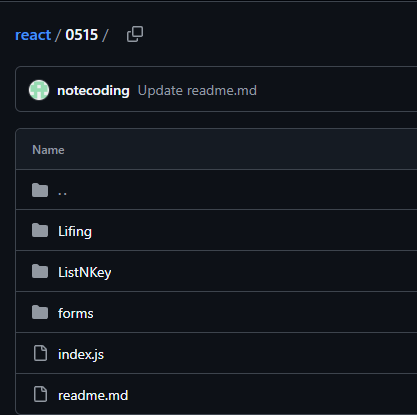 react / 0515 /
notecoding Update readme.md
Name
..
Lifing
ListNKey
forms
index.js
readme.md